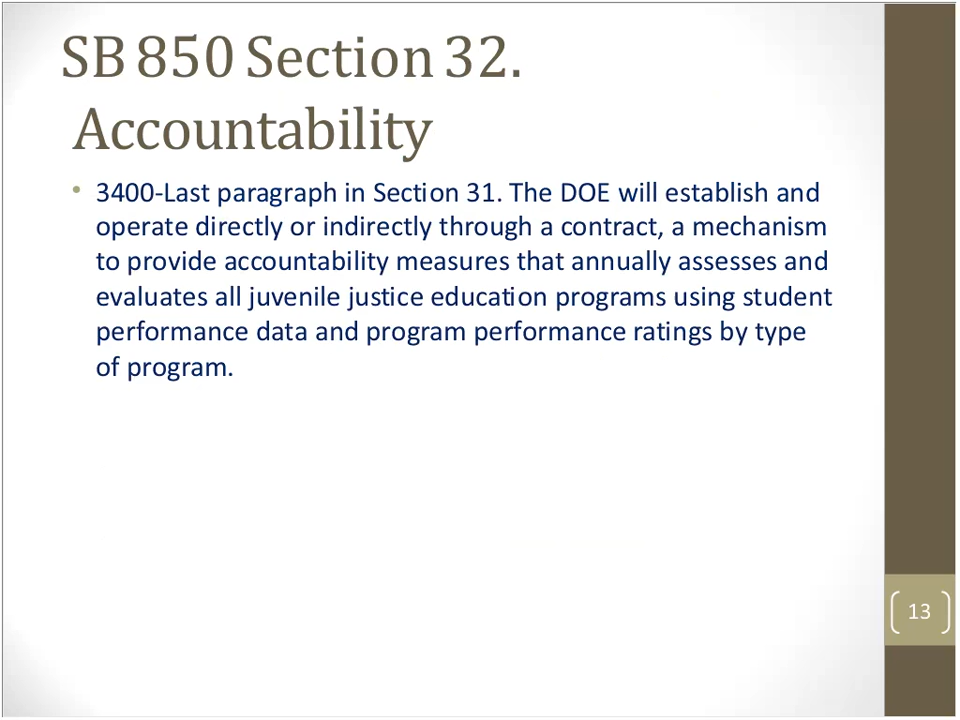 SB 850 Section 32.
Accountability
• 3400-Last paragraph in Section 31. The DOE will establish and
operate directly or indirectly through a contract, a mechanism
to provide accountability measures that annually assesses and
evaluates all juvenile justice education programs using student
performance data and program performance ratings by type
of program.
13